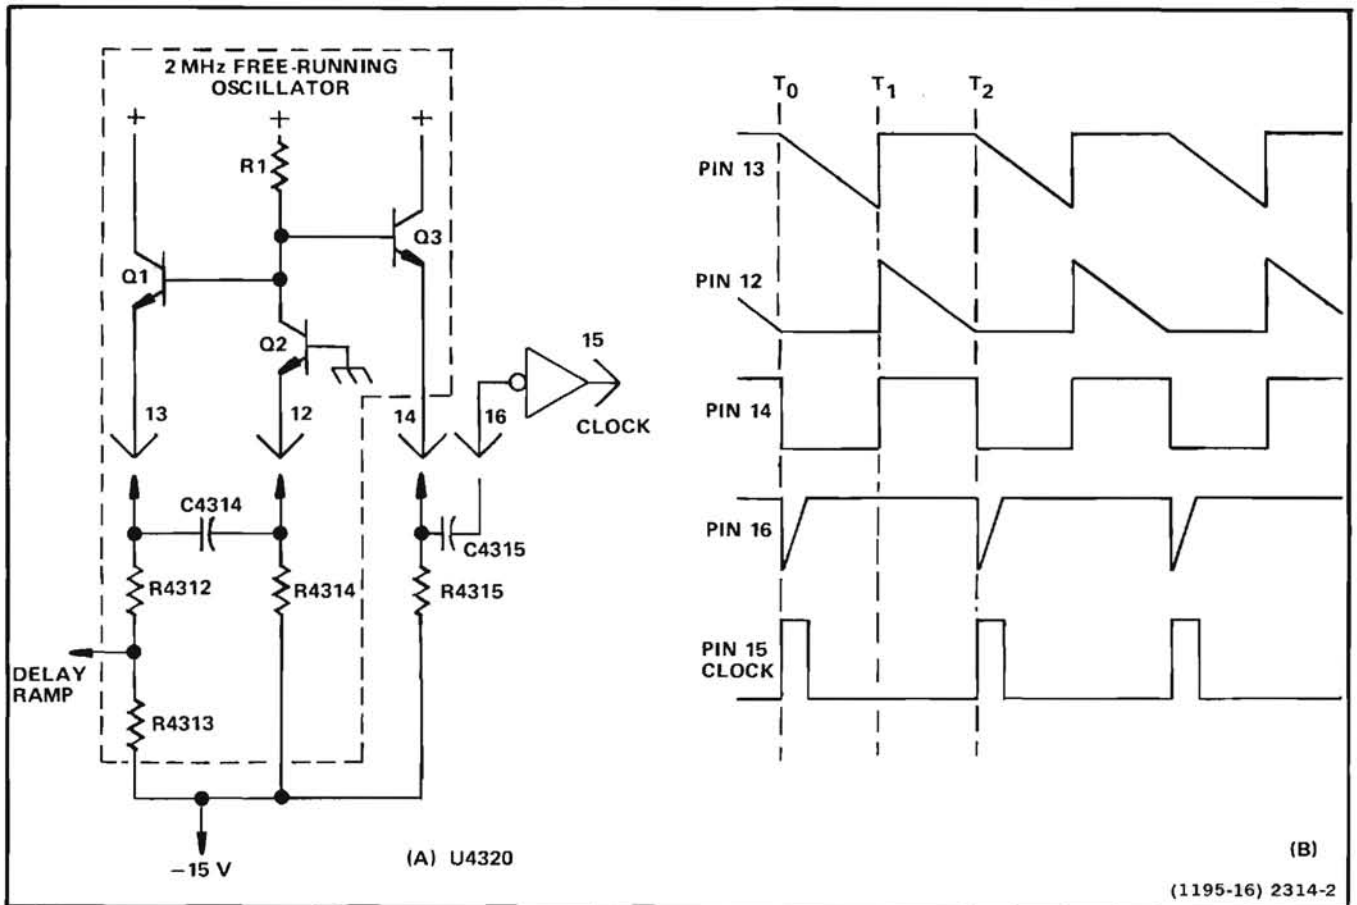 2 MHz FREE-RUNNING
OSCILLATOR
+
+
+
R1
Q1
Q3
Q2
13
12
14
16
15
CLOCK
C4314
C4315
R4312
R4314
R4315
DELAY
RAMP
R4313
−15 V
(A) U4320
T0
T1
T2
PIN 13
PIN 12
PIN 14
PIN 16
PIN 15
CLOCK
(B)
(1195-16) 2314-2